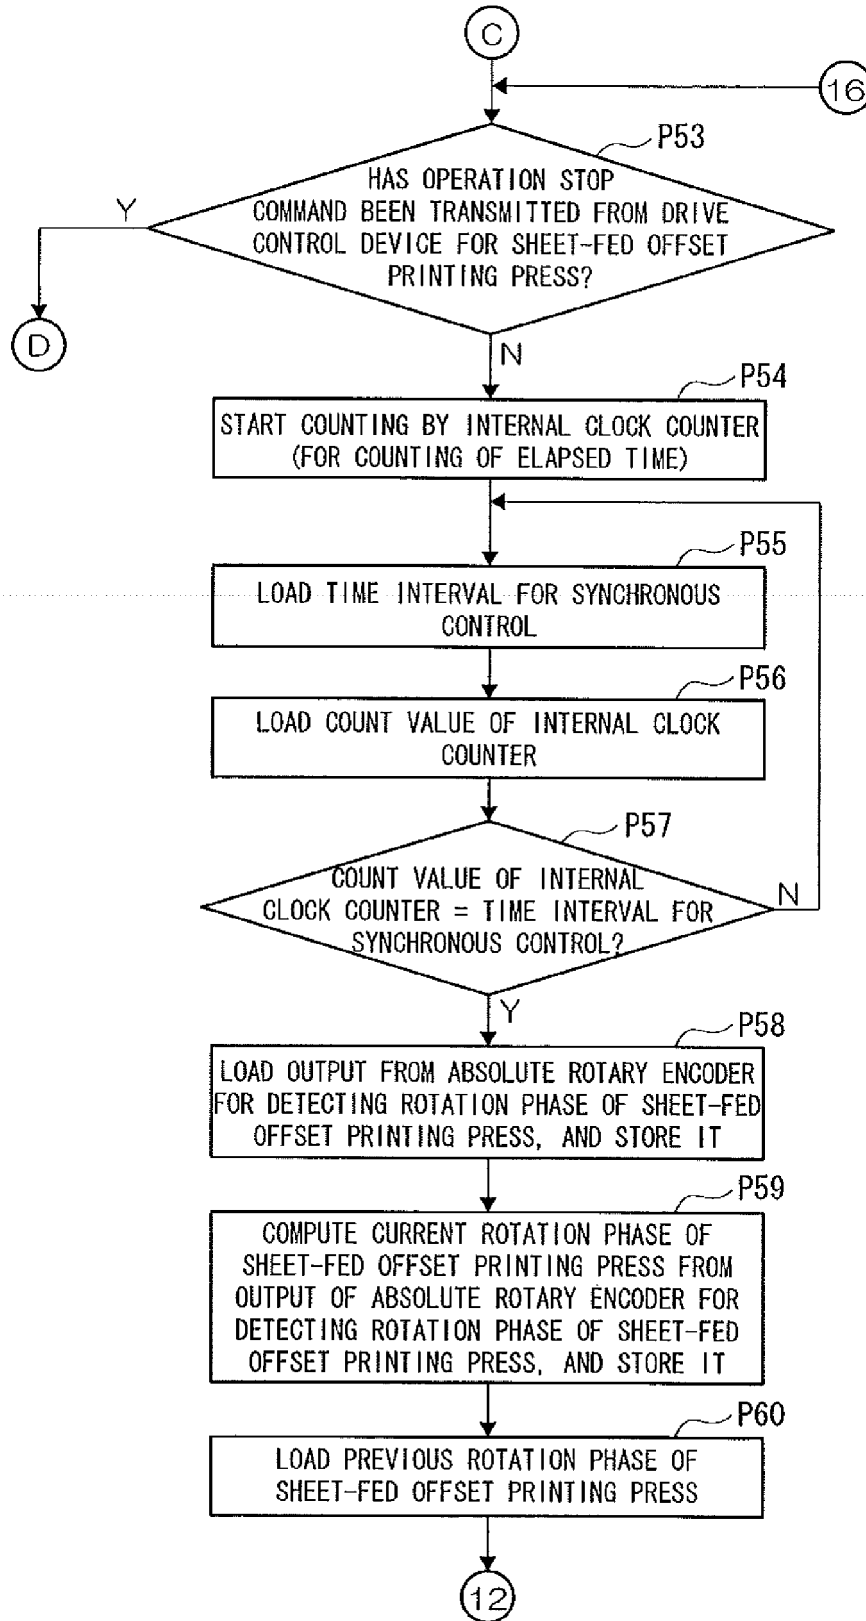 C
16
P53
HAS OPERATION STOP
COMMAND BEEN TRANSMITTED FROM DRIVE
CONTROL DEVICE FOR SHEET-FED OFFSET
PRINTING PRESS?
Y
D
N
P54
START COUNTING BY INTERNAL CLOCK COUNTER
(FOR COUNTING OF ELAPSED TIME)
P55
LOAD TIME INTERVAL FOR SYNCHRONOUS
CONTROL
P56
LOAD COUNT VALUE OF INTERNAL CLOCK
COUNTER
P57
COUNT VALUE OF INTERNAL
CLOCK COUNTER = TIME INTERVAL FOR
SYNCHRONOUS CONTROL?
N
Y
P58
LOAD OUTPUT FROM ABSOLUTE ROTARY ENCODER
FOR DETECTING ROTATION PHASE OF SHEET-FED
OFFSET PRINTING PRESS, AND STORE IT
P59
COMPUTE CURRENT ROTATION PHASE OF
SHEET-FED OFFSET PRINTING PRESS FROM
OUTPUT OF ABSOLUTE ROTARY ENCODER FOR
DETECTING ROTATION PHASE OF SHEET-FED
OFFSET PRINTING PRESS, AND STORE IT
P60
LOAD PREVIOUS ROTATION PHASE OF
SHEET-FED OFFSET PRINTING PRESS
12